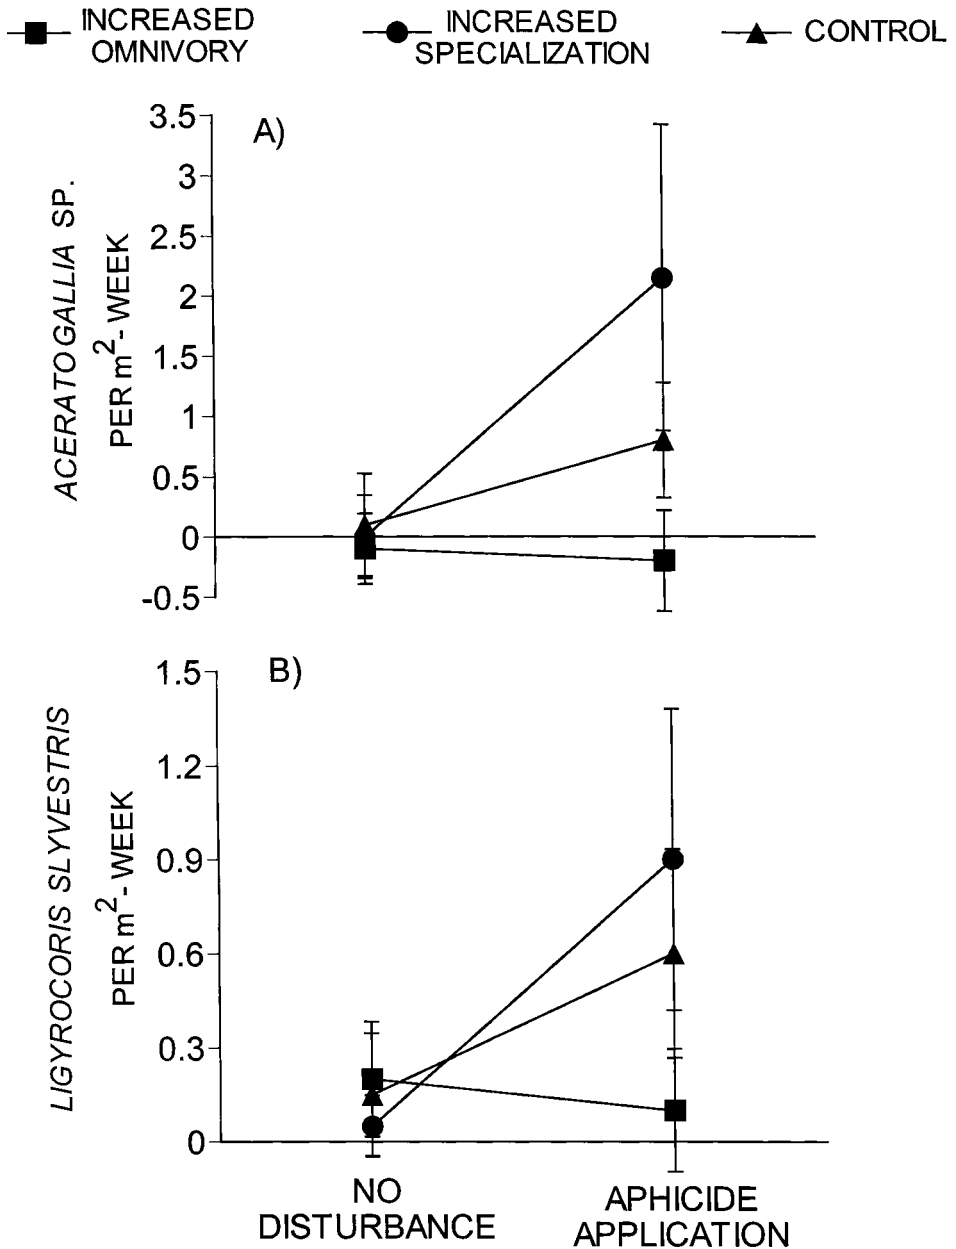 INCREASED OMNIVORY
INCREASED SPECIALIZATION
CONTROL
A)
ACERATOGALLIA SP.
PER m²- WEEK
3.5
3
2.5
2
1.5
1
0.5
0
-0.5
B)
LIGYROCORIS SLYVESTRIS
PER m²- WEEK
1.5
1.2
0.9
0.6
0.3
0
NO
DISTURBANCE
APHICIDE
APPLICATION